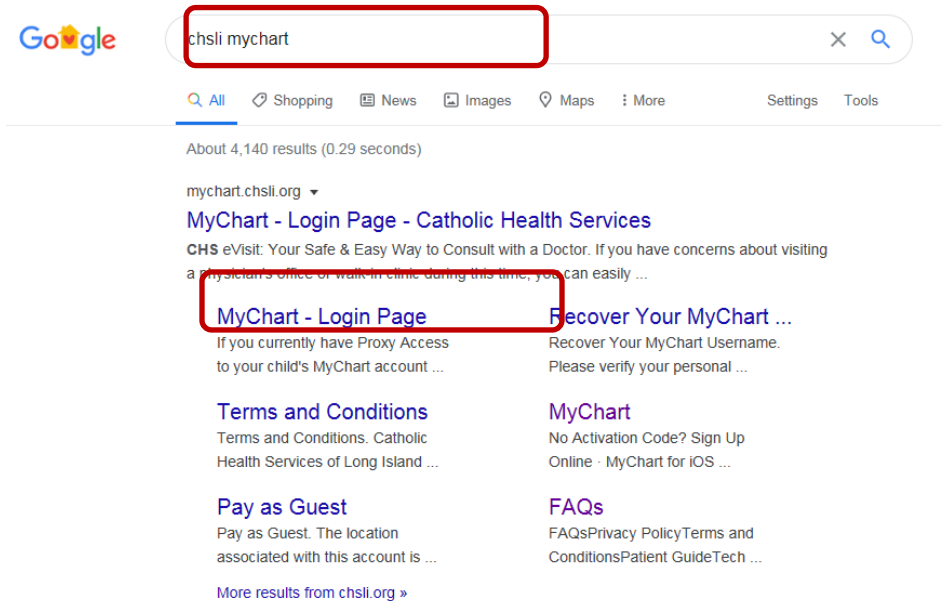 Google
chsli mychart
All Shopping News Images Maps More Settings Tools
About 4,140 results (0.29 seconds)
mychart.chsli.org
MyChart - Login Page - Catholic Health Services
CHS eVisit: Your Safe & Easy Way to Consult with a Doctor. If you have concerns about visiting
a physician's office or walk-in clinic during this time, you can easily ...
MyChart - Login Page
If you currently have Proxy Access
to your child's MyChart account ...
Recover Your MyChart ...
Recover Your MyChart Username.
Please verify your personal ...
Terms and Conditions
Terms and Conditions. Catholic
Health Services of Long Island ...
MyChart
No Activation Code? Sign Up
Online · MyChart for iOS ...
Pay as Guest
Pay as Guest. The location
associated with this account is ...
FAQs
FAQsPrivacy PolicyTerms and
ConditionsPatient GuideTech ...
More results from chsli.org »